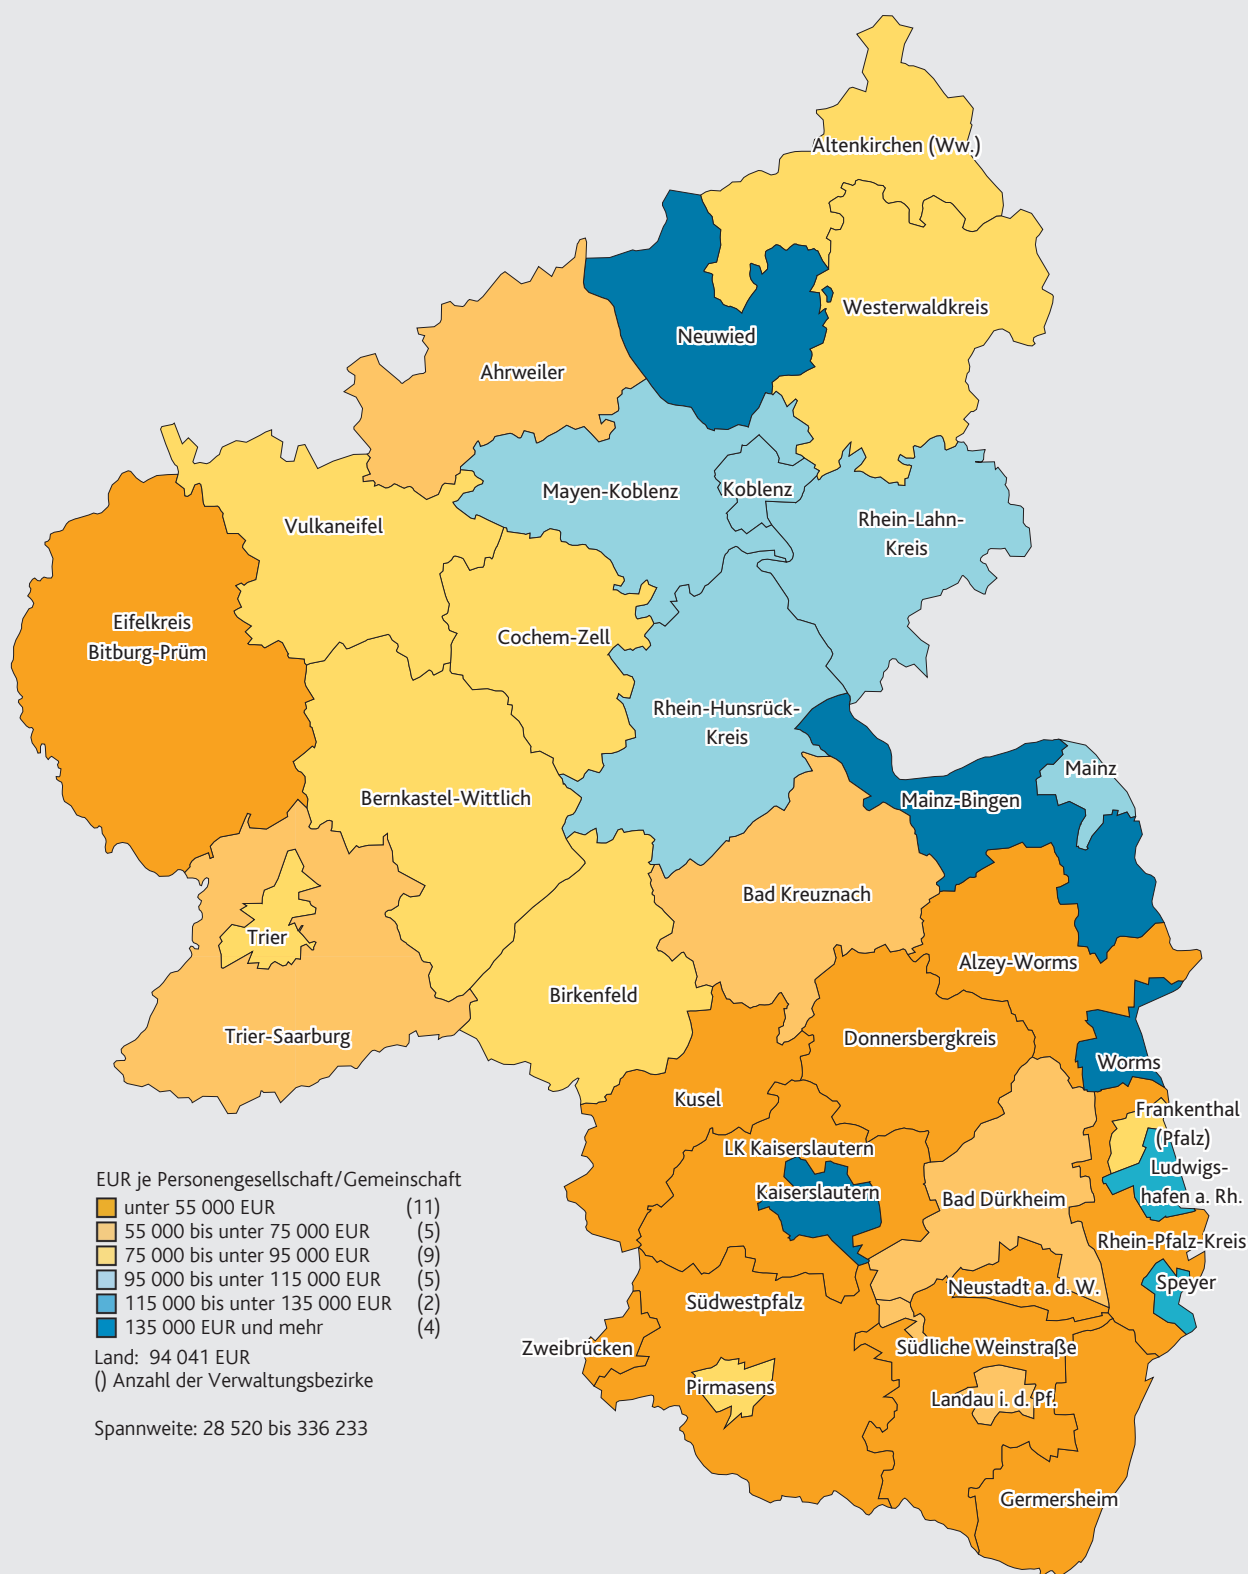 Altenkirchen (Ww.)
Westerwaldkreis
Neuwied
Ahrweiler
Mayen-Koblenz
Koblenz
Rhein-Lahn-
Kreis
Vulkaneifel
Eifelkreis
Bitburg-Prüm
Cochem-Zell
Rhein-Hunsrück-
Kreis
Mainz
Mainz-Bingen
Bernkastel-Wittlich
Bad Kreuznach
Trier
Alzey-Worms
Birkenfeld
Trier-Saarburg
Donnersbergkreis
Worms
Kusel
Frankenthal
(Pfalz)
LK Kaiserslautern
Ludwigs-
hafen a. Rh.
Kaiserslautern
Bad Dürkheim
Rhein-Pfalz-Kreis
Speyer
Neustadt a. d. W.
Südwestpfalz
Zweibrücken
Südliche Weinstraße
Pirmasens
Landau i. d. Pf.
Germersheim
EUR je Personengesellschaft/Gemeinschaft
unter 55 000 EUR (11)
55 000 bis unter 75 000 EUR (5)
75 000 bis unter 95 000 EUR (9)
95 000 bis unter 115 000 EUR (5)
115 000 bis unter 135 000 EUR (2)
135 000 EUR und mehr (4)
Land: 94 041 EUR
() Anzahl der Verwaltungsbezirke
Spannweite: 28 520 bis 336 233